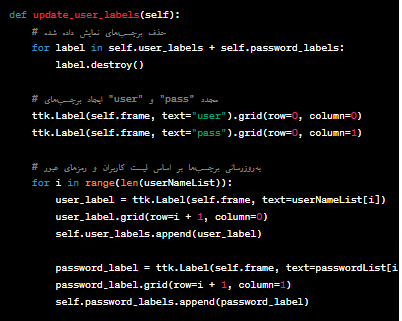 def update_user_labels(self):
# حذف برچسب‌های نمایش داده شده
for label in self.user_labels + self.password_labels:
label.destroy()
# ایجاد برچسب‌های "user" و "pass" مجدد
ttk.Label(self.frame, text="user").grid(row=0, column=0)
ttk.Label(self.frame, text="pass").grid(row=0, column=1)
# به‌روزرسانی برچسب‌ها بر اساس لیست کاربران و رمزهای عبور
for i in range(len(userNameList)):
user_label = ttk.Label(self.frame, text=userNameList[i])
user_label.grid(row=i + 1, column=0)
self.user_labels.append(user_label)
password_label = ttk.Label(self.frame, text=passwordList[i
password_label.grid(row=i + 1, column=1)
self.password_labels.append(password_label)